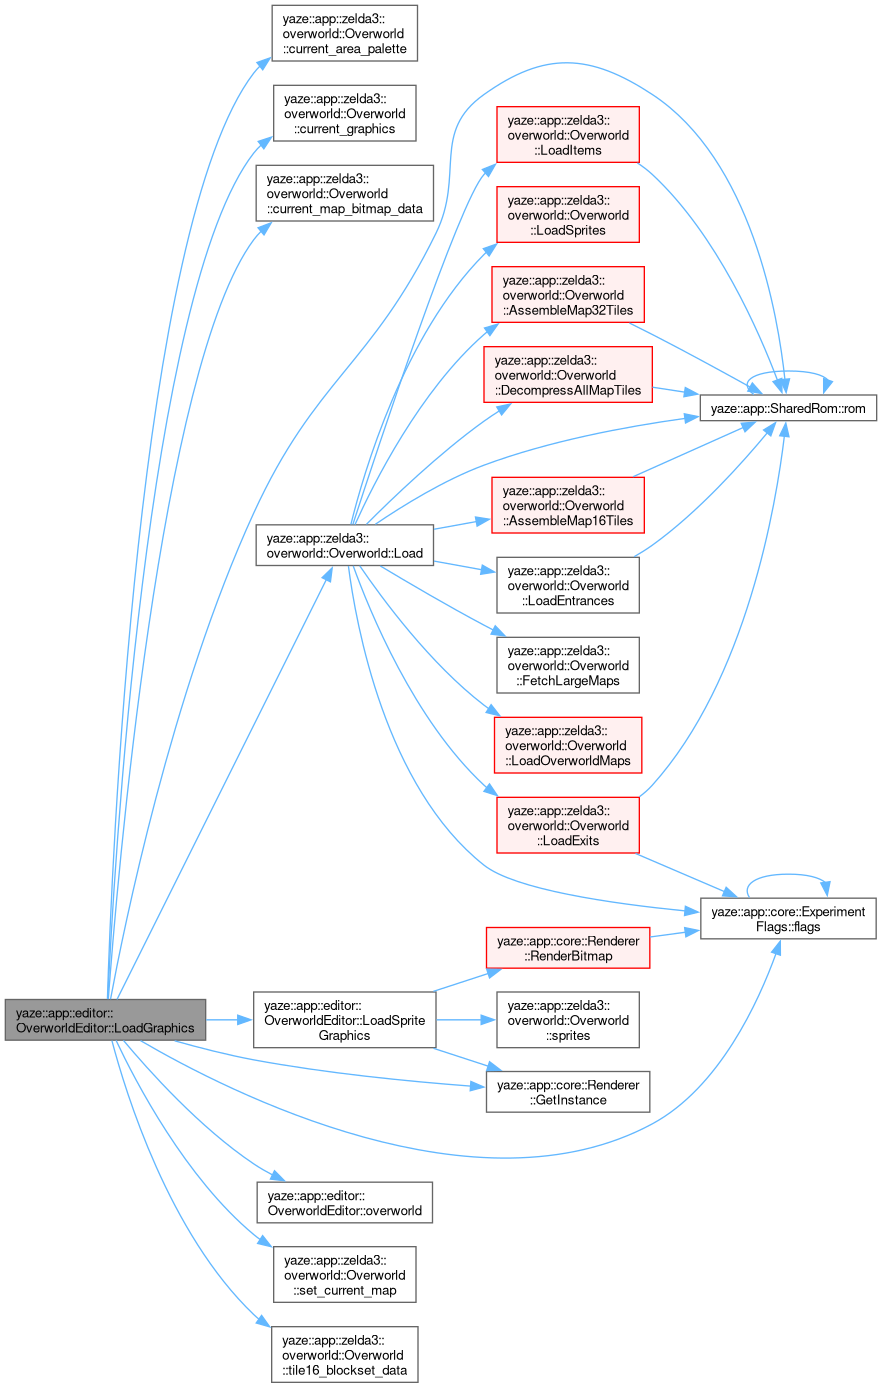 yaze::app::zelda3::
overworld::Overworld
::current_area_palette
yaze::app::zelda3::
overworld::Overworld
::current_graphics
yaze::app::zelda3::
overworld::Overworld
::current_map_bitmap_data
yaze::app::zelda3::
overworld::Overworld
::LoadItems
yaze::app::zelda3::
overworld::Overworld
::LoadSprites
yaze::app::zelda3::
overworld::Overworld
::AssembleMap32Tiles
yaze::app::zelda3::
overworld::Overworld
::DecompressAllMapTiles
yaze::app::SharedRom::rom
yaze::app::zelda3::
overworld::Overworld
::AssembleMap16Tiles
yaze::app::zelda3::
overworld::Overworld::Load
yaze::app::zelda3::
overworld::Overworld
::LoadEntrances
yaze::app::zelda3::
overworld::Overworld
::FetchLargeMaps
yaze::app::zelda3::
overworld::Overworld
::LoadOverworldMaps
yaze::app::zelda3::
overworld::Overworld
::LoadExits
yaze::app::core::Experiment
Flags::flags
yaze::app::core::Renderer
::RenderBitmap
yaze::app::editor::
OverworldEditor::LoadGraphics
yaze::app::editor::
OverworldEditor::LoadSprite
Graphics
yaze::app::zelda3::
overworld::Overworld
::sprites
yaze::app::core::Renderer
::GetInstance
yaze::app::editor::
OverworldEditor::overworld
yaze::app::zelda3::
overworld::Overworld
::set_current_map
yaze::app::zelda3::
overworld::Overworld
::tile16_blockset_data